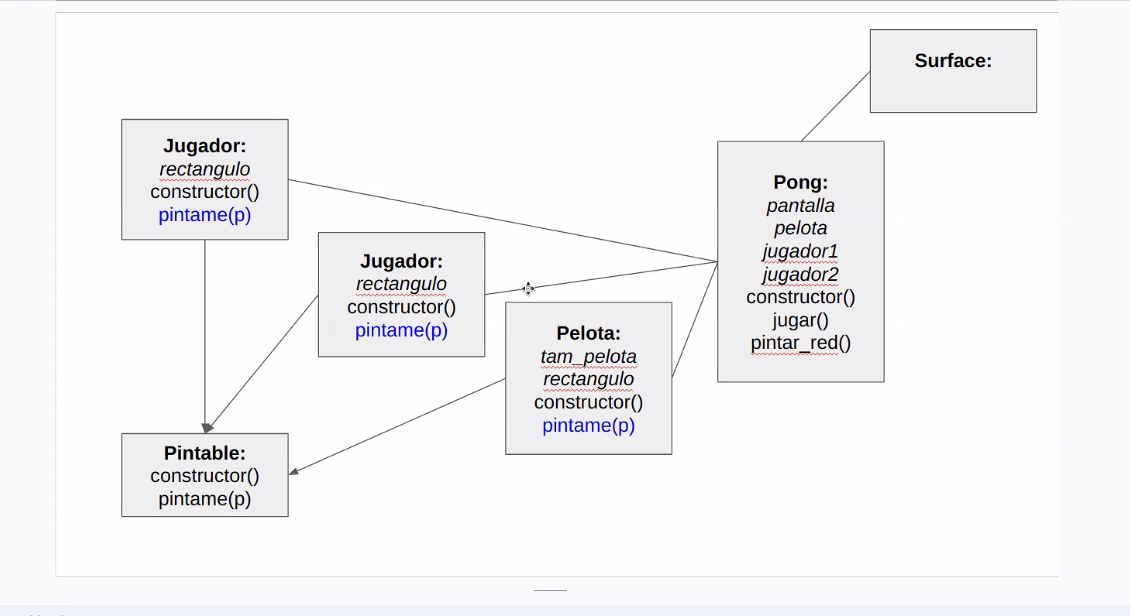 Surface:
Jugador:
rectangulo
constructor()
pintame(p)
Pong:
pantalla
pelota
jugador1
jugador2
constructor()
jugar()
pintar_red()
Jugador:
rectangulo
constructor()
pintame(p)
Pelota:
tam_pelota
rectangulo
constructor()
pintame(p)
Pintable:
constructor()
pintame(p)